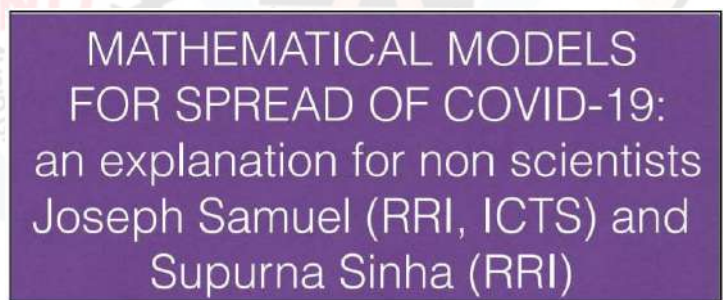 MATHEMATICAL MODELS
FOR SPREAD OF COVID-19:
an explanation for non scientists
Joseph Samuel (RRI, ICTS) and
Supurna Sinha (RRI)